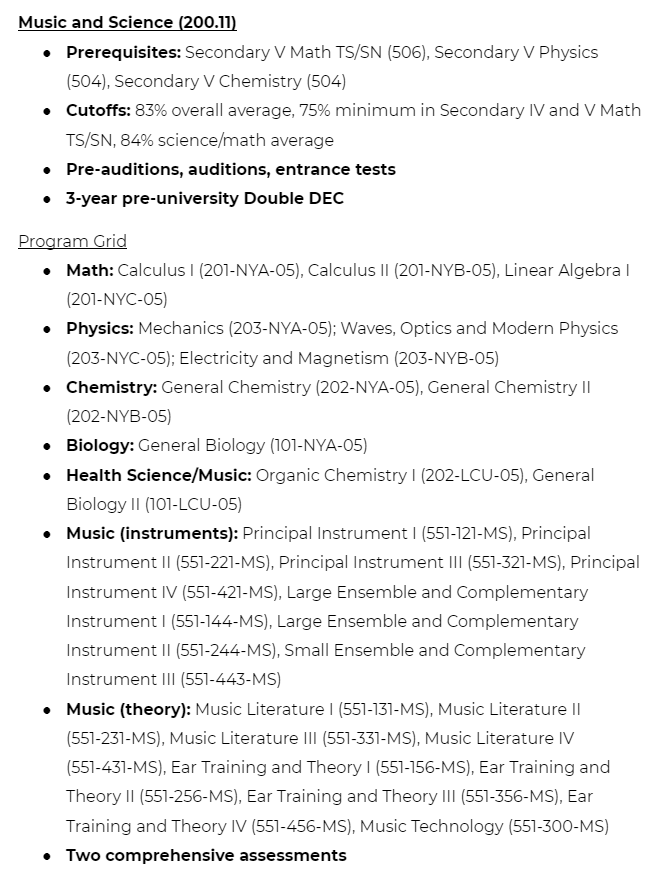 Music and Science (200.11)
● Prerequisites: Secondary V Math TS/SN (506), Secondary V Physics
(504), Secondary V Chemistry (504)
● Cutoffs: 83% overall average, 75% minimum in Secondary IV and V Math
TS/SN, 84% science/math average
● Pre-auditions, auditions, entrance tests
● 3-year pre-university Double DEC
Program Grid
● Math: Calculus I (201-NYA-05), Calculus II (201-NYB-05), Linear Algebra I
(201-NYC-05)
● Physics: Mechanics (203-NYA-05); Waves, Optics and Modern Physics
(203-NYC-05); Electricity and Magnetism (203-NYB-05)
● Chemistry: General Chemistry (202-NYA-05), General Chemistry II
(202-NYB-05)
● Biology: General Biology (101-NYA-05)
● Health Science/Music: Organic Chemistry I (202-LCU-05), General
Biology II (101-LCU-05)
● Music (instruments): Principal Instrument I (551-121-MS), Principal
Instrument II (551-221-MS), Principal Instrument III (551-321-MS), Principal
Instrument IV (551-421-MS), Large Ensemble and Complementary
Instrument I (551-144-MS), Large Ensemble and Complementary
Instrument II (551-244-MS), Small Ensemble and Complementary
Instrument III (551-443-MS)
● Music (theory): Music Literature I (551-131-MS), Music Literature II
(551-231-MS), Music Literature III (551-331-MS), Music Literature IV
(551-431-MS), Ear Training and Theory I (551-156-MS), Ear Training and
Theory II (551-256-MS), Ear Training and Theory III (551-356-MS), Ear
Training and Theory IV (551-456-MS), Music Technology (551-300-MS)
● Two comprehensive assessments